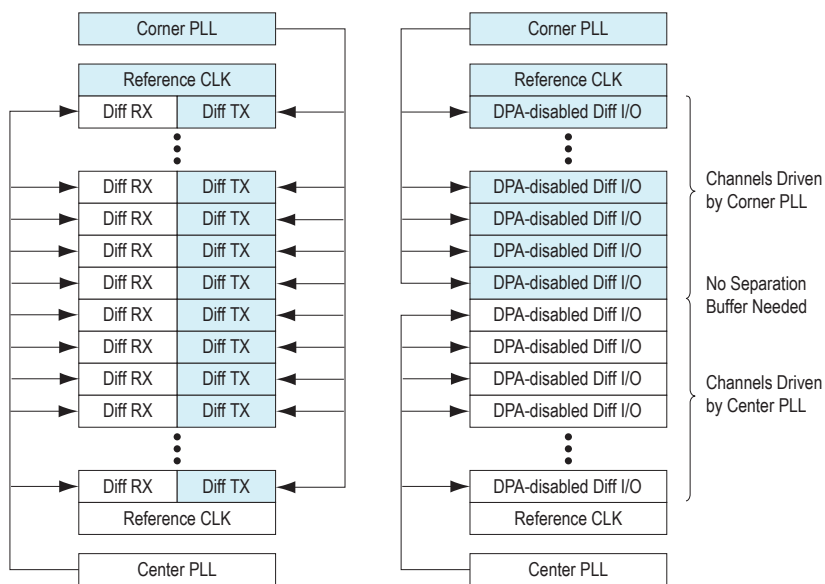 Corner PLL
Reference CLK
Diff RX Diff TX
Diff RX Diff TX
Diff RX Diff TX
Diff RX Diff TX
Diff RX Diff TX
Diff RX Diff TX
Diff RX Diff TX
Diff RX Diff TX
Diff RX Diff TX
Diff RX Diff TX
Reference CLK
Center PLL
Corner PLL
Reference CLK
DPA-disabled Diff I/O
DPA-disabled Diff I/O
DPA-disabled Diff I/O
DPA-disabled Diff I/O
DPA-disabled Diff I/O
DPA-disabled Diff I/O
DPA-disabled Diff I/O
DPA-disabled Diff I/O
DPA-disabled Diff I/O
DPA-disabled Diff I/O
Reference CLK
Center PLL
Channels Driven
by Corner PLL
No Separation
Buffer Needed
Channels Driven
by Center PLL